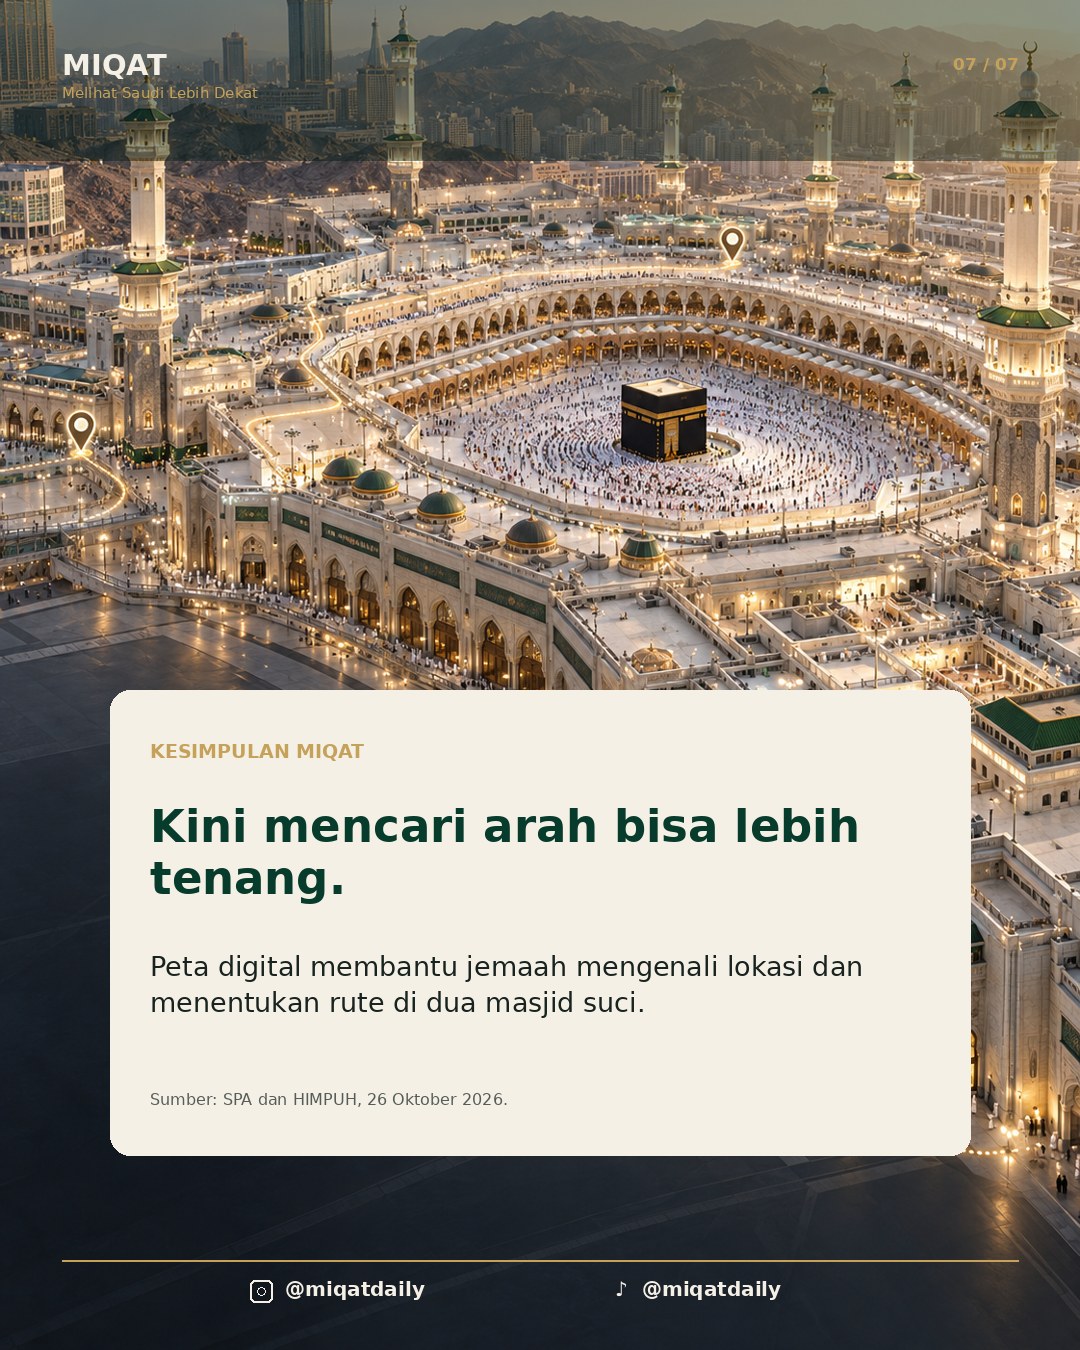 MIQAT
Melihat Saudi Lebih Dekat
07 / 07
KESIMPULAN MIQAT
Kini mencari arah bisa lebih
tenang.
Peta digital membantu jemaah mengenali lokasi dan
menentukan rute di dua masjid suci.
Sumber: SPA dan HIMPUH, 26 Oktober 2026.
@miqatdaily
@miqatdaily